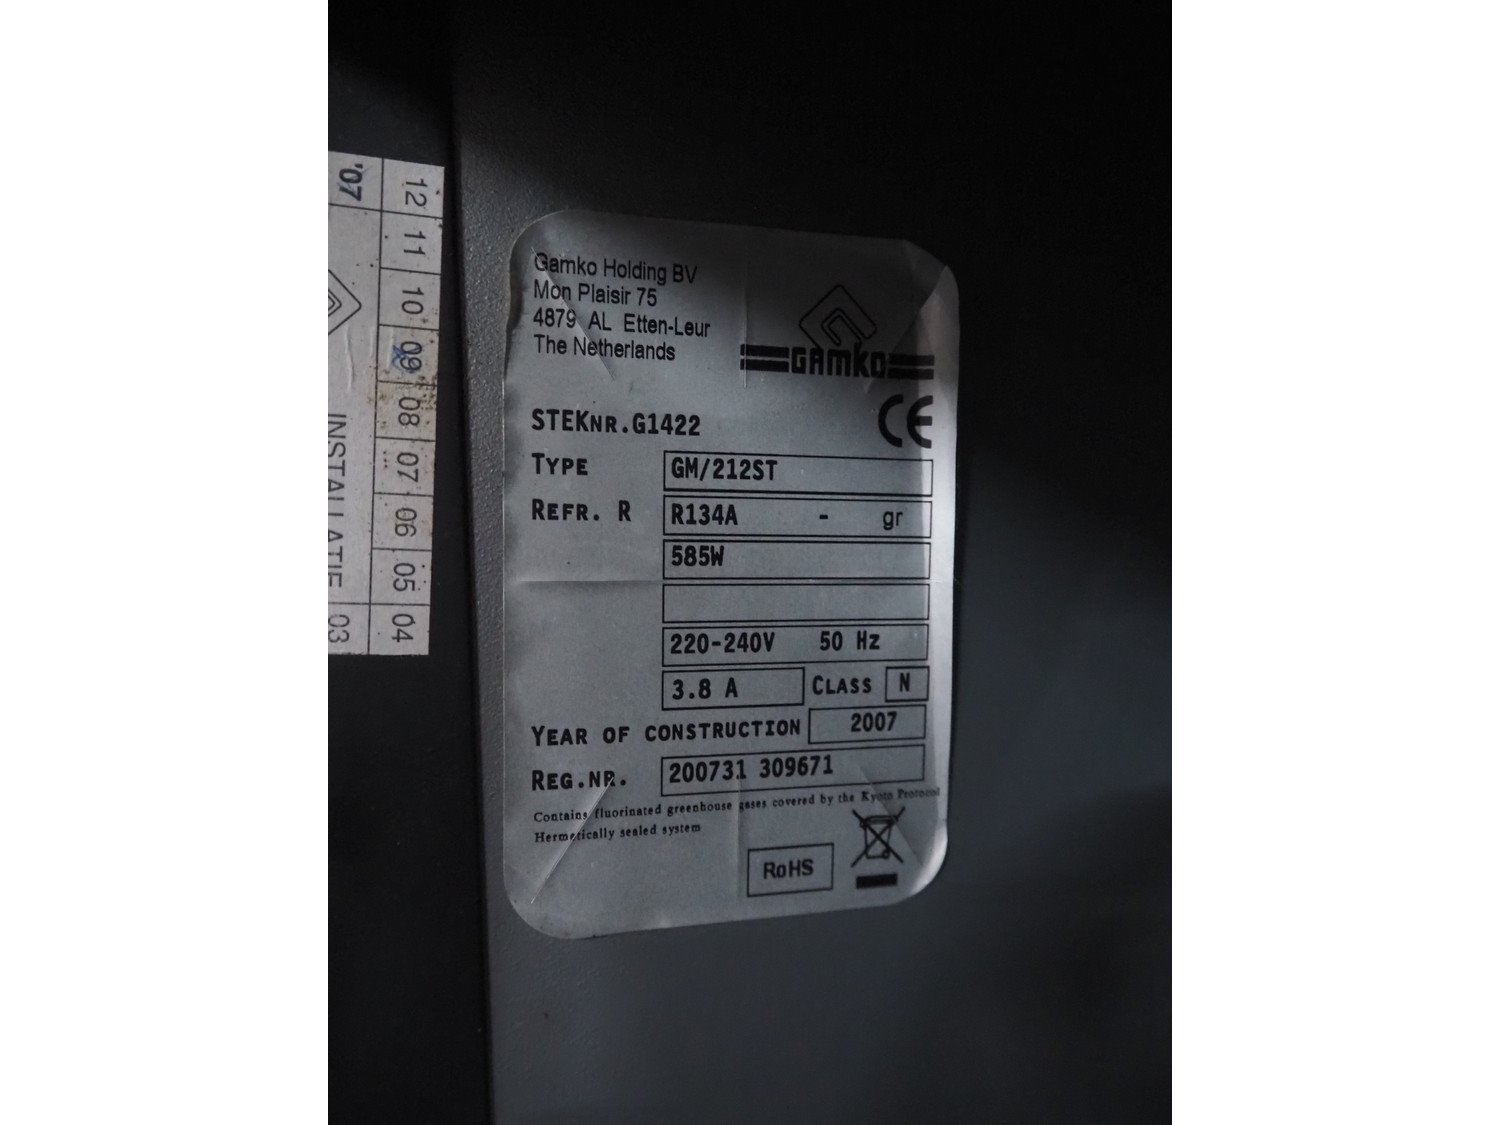 Gamko Holding BV
Mon Plaisir 75
4879 AL Etten-Leur
The Netherlands
GAMKO
CE
STEKNR.G1422
TYPE GM/212ST
REFR. R R134A - gr
585W
220-240V 50 Hz
3.8 A CLASS N
YEAR OF CONSTRUCTION 2007
REG.NR. 200731 309671
Contains fluorinated greenhouse gases covered by the Kyoto Protocol
Hermetically sealed system
RoHS
'07
INSTALLATIE
12
11
10
09
08
07
06
05
04
03